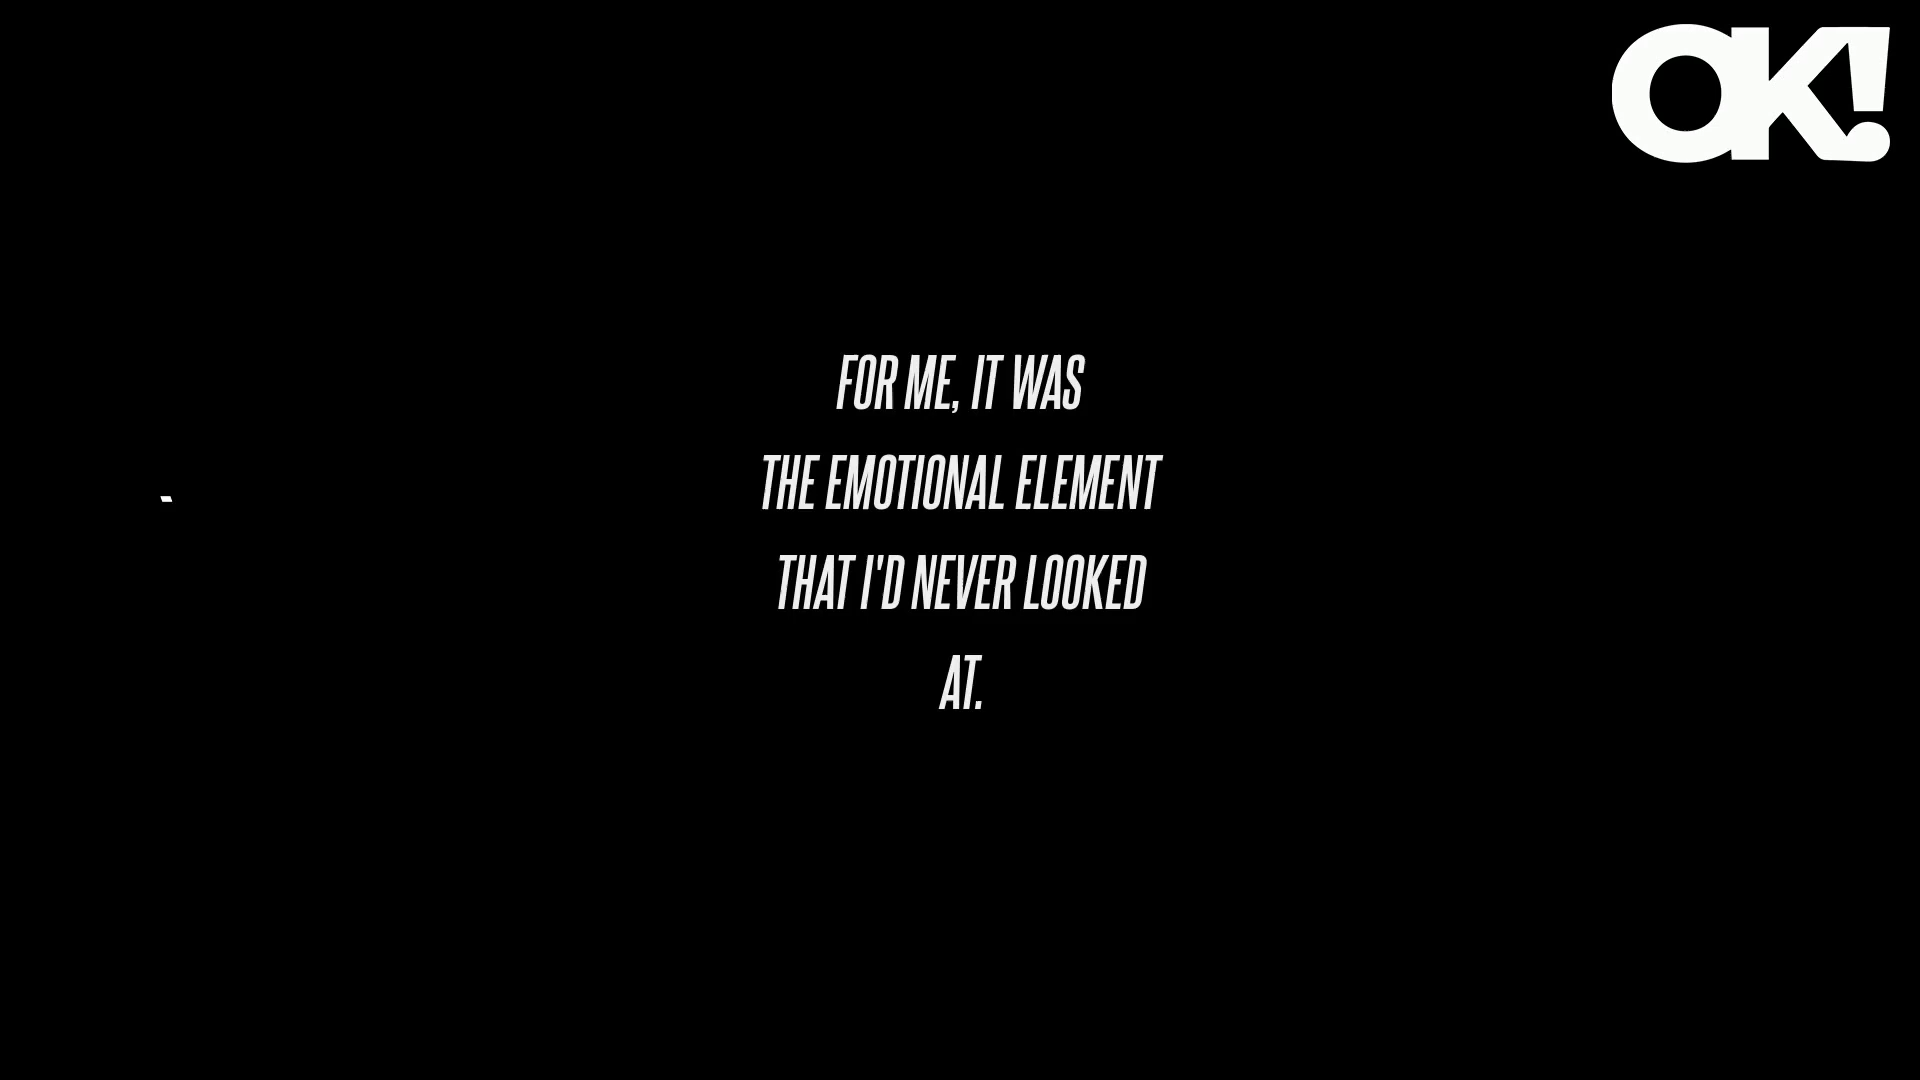 OK!
FOR ME, IT WAS
THE EMOTIONAL ELEMENT
THAT I'D NEVER LOOKED
AT.